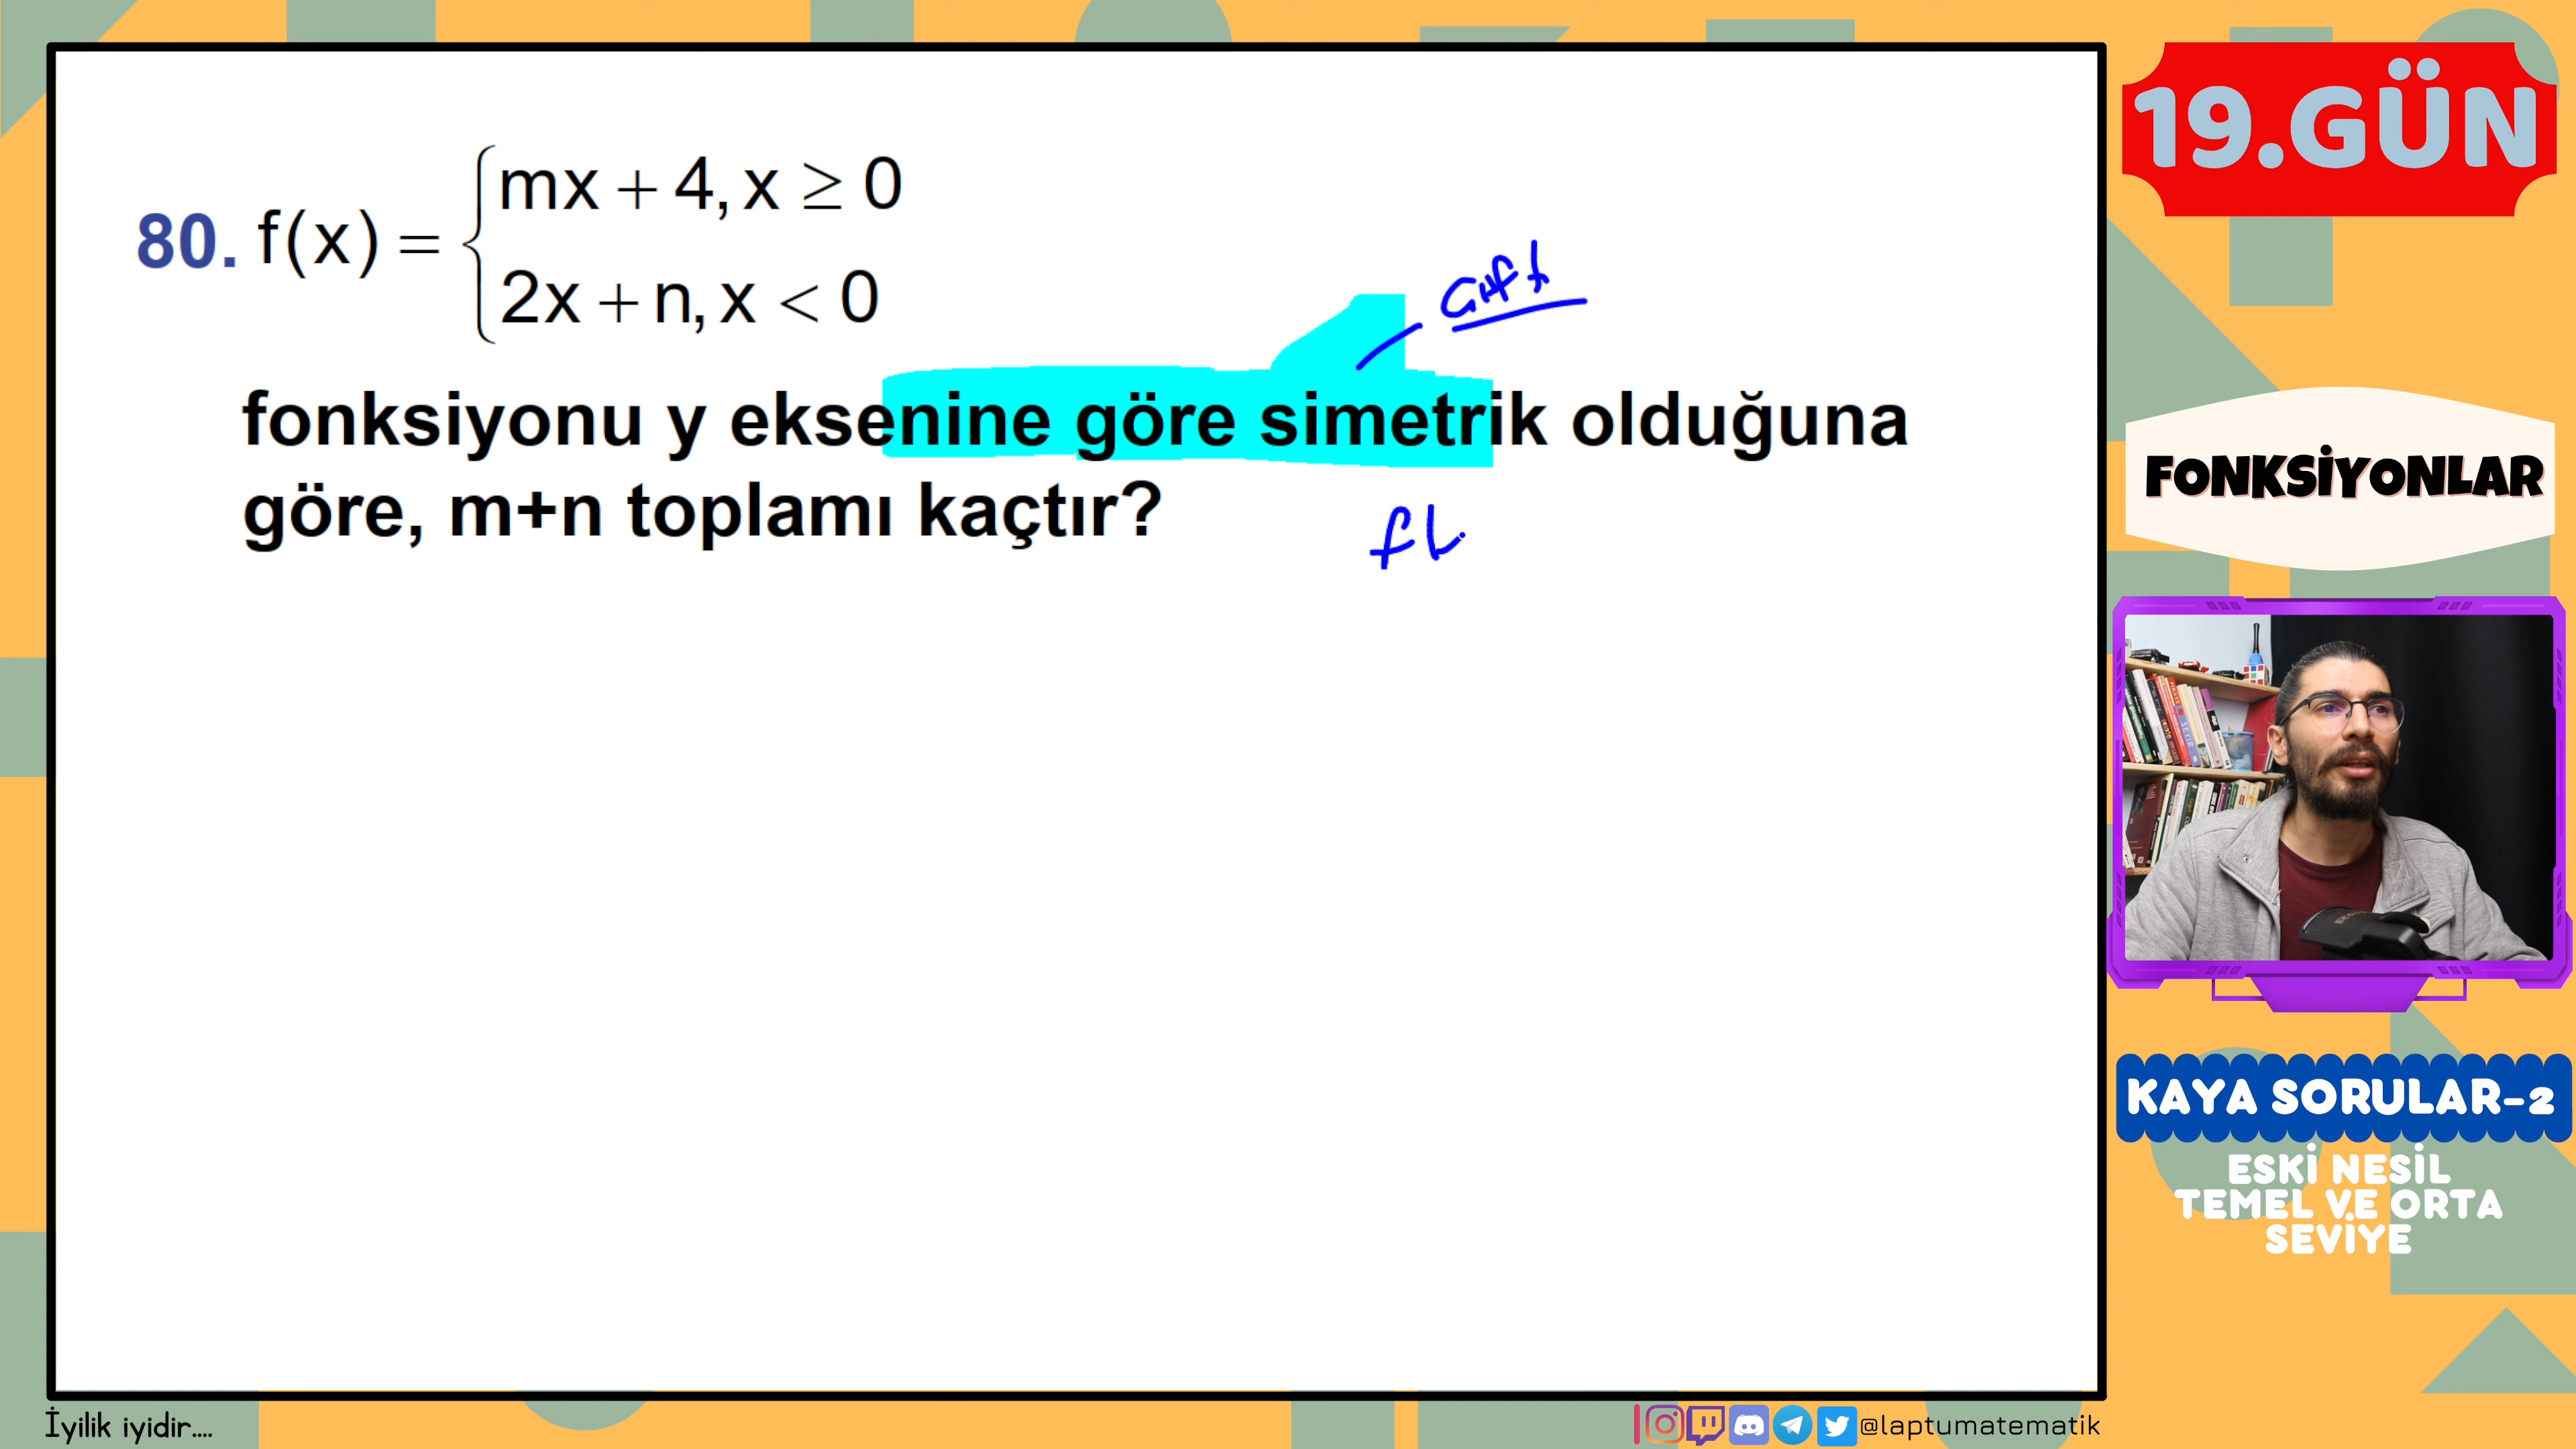 19.GÜN
80. f(x) = { mx + 4, x ≥ 0
2x + n, x < 0
çift
fonksiyonu y eksenine göre simetrik olduğuna
göre, m+n toplamı kaçtır?
FONKSİYONLAR
KAYA SORULAR-2
ESKİ NESİL
TEMEL VE ORTA
SEVİYE
İyilik iyidir....
@laptumatematik